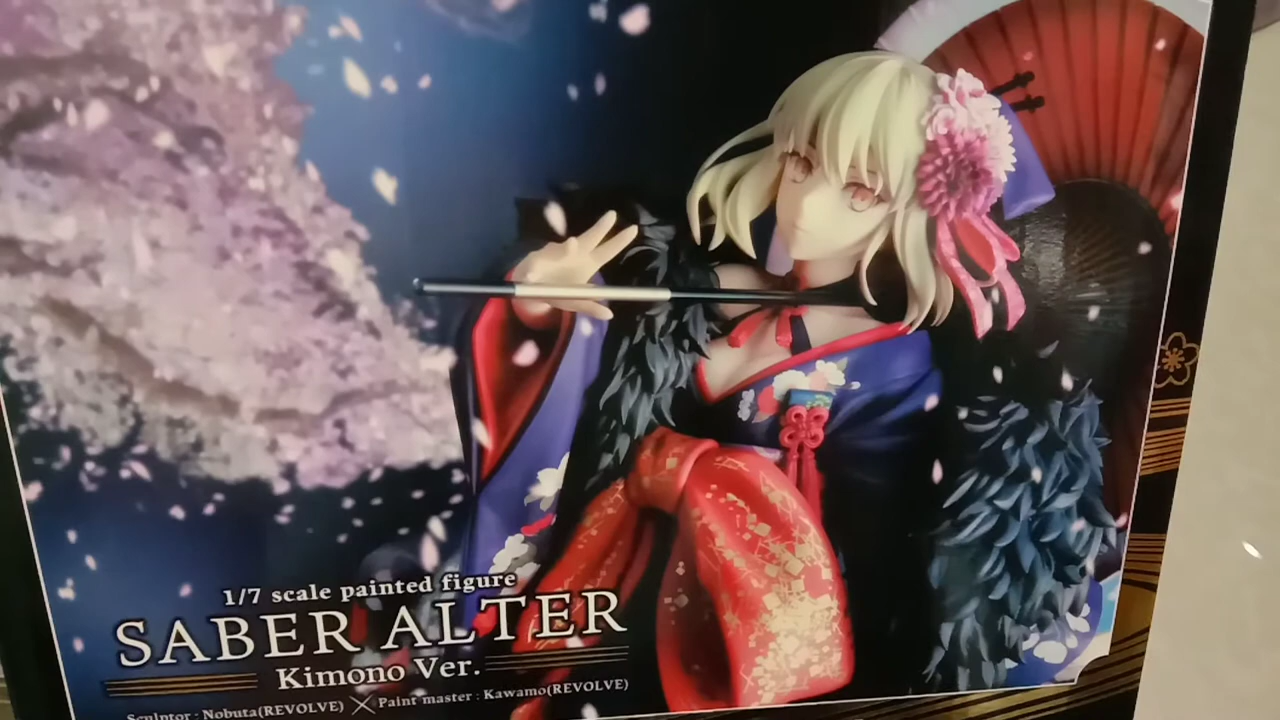 1/7 scale painted figure
SABER ALTER
Kimono Ver.
Sculptor : Nobuta(REVOLVE) × Paint master : Kawamo(REVOLVE)